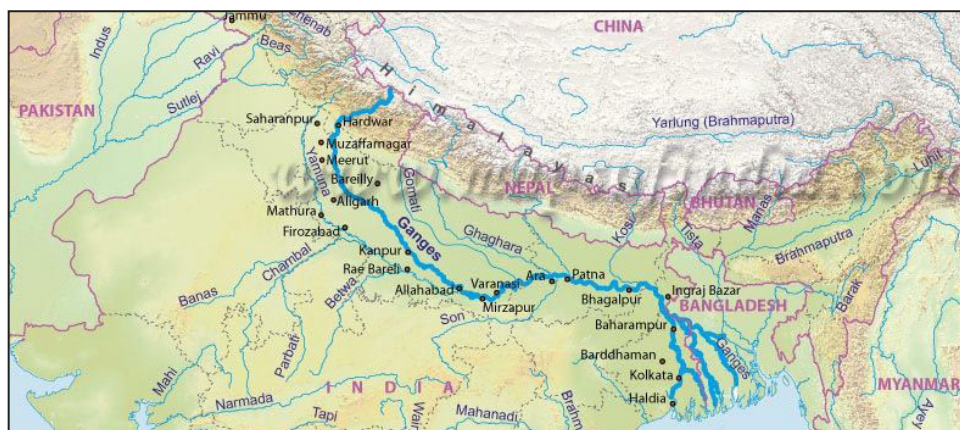 Jammu
Chenab
CHINA
Indus
Ravi
Beas
Sutlej
PAKISTAN
Himalayas
Saharanpur
Hardwar
Yarlung (Brahmaputra)
Muzaffarnagar
Meerut
Yamuna
Bareilly
Gomati
NEPAL
BHUTAN
Manas
Luhit
Aligarh
Mathura
Firozabad
Ganges
Ghaghara
Kosi
Tista
Brahmaputra
Chambal
Kanpur
Rae Bareli
Banas
Betwa
Allahabad
Varanasi
Ara
Patna
Mirzapur
Bhagalpur
Ingraj Bazar
BANGLADESH
Barak
Son
Baharampur
Ganges
Parbati
Mahi
Barddhaman
Kolkata
INDIA
MYANMAR
Narmada
Haldia
Tapi
Wain
Mahanadi
Brahm
Ayey